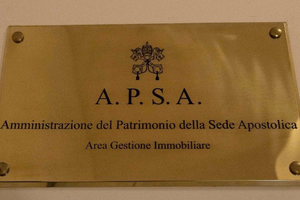 A. P. S. A.
Amministrazione del Patrimonio della Sede Apostolica
Area Gestione Immobiliare